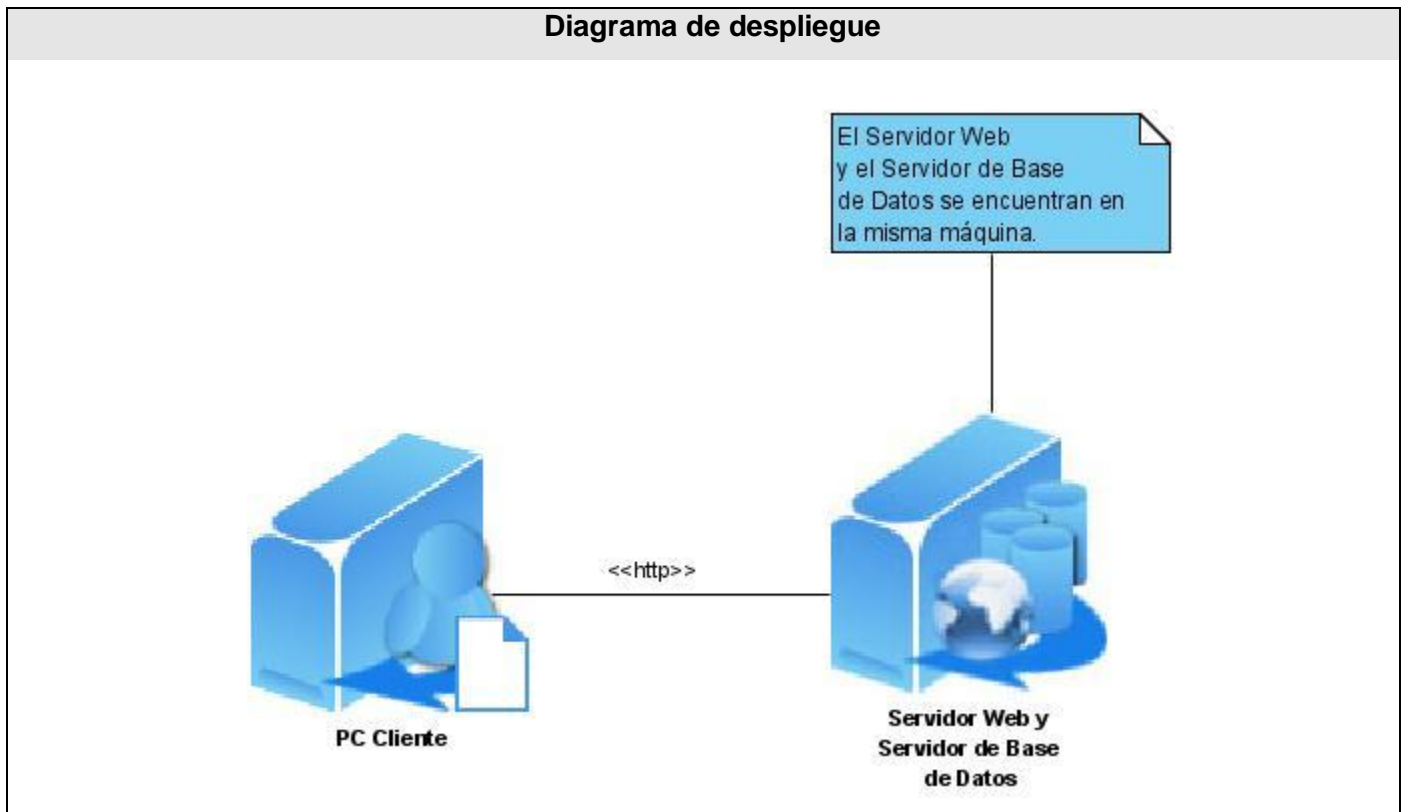 Diagrama de despliegue
El Servidor Web
y el Servidor de Base
de Datos se encuentran en
la misma máquina.
<<http>>
PC Cliente
Servidor Web y
Servidor de Base
de Datos